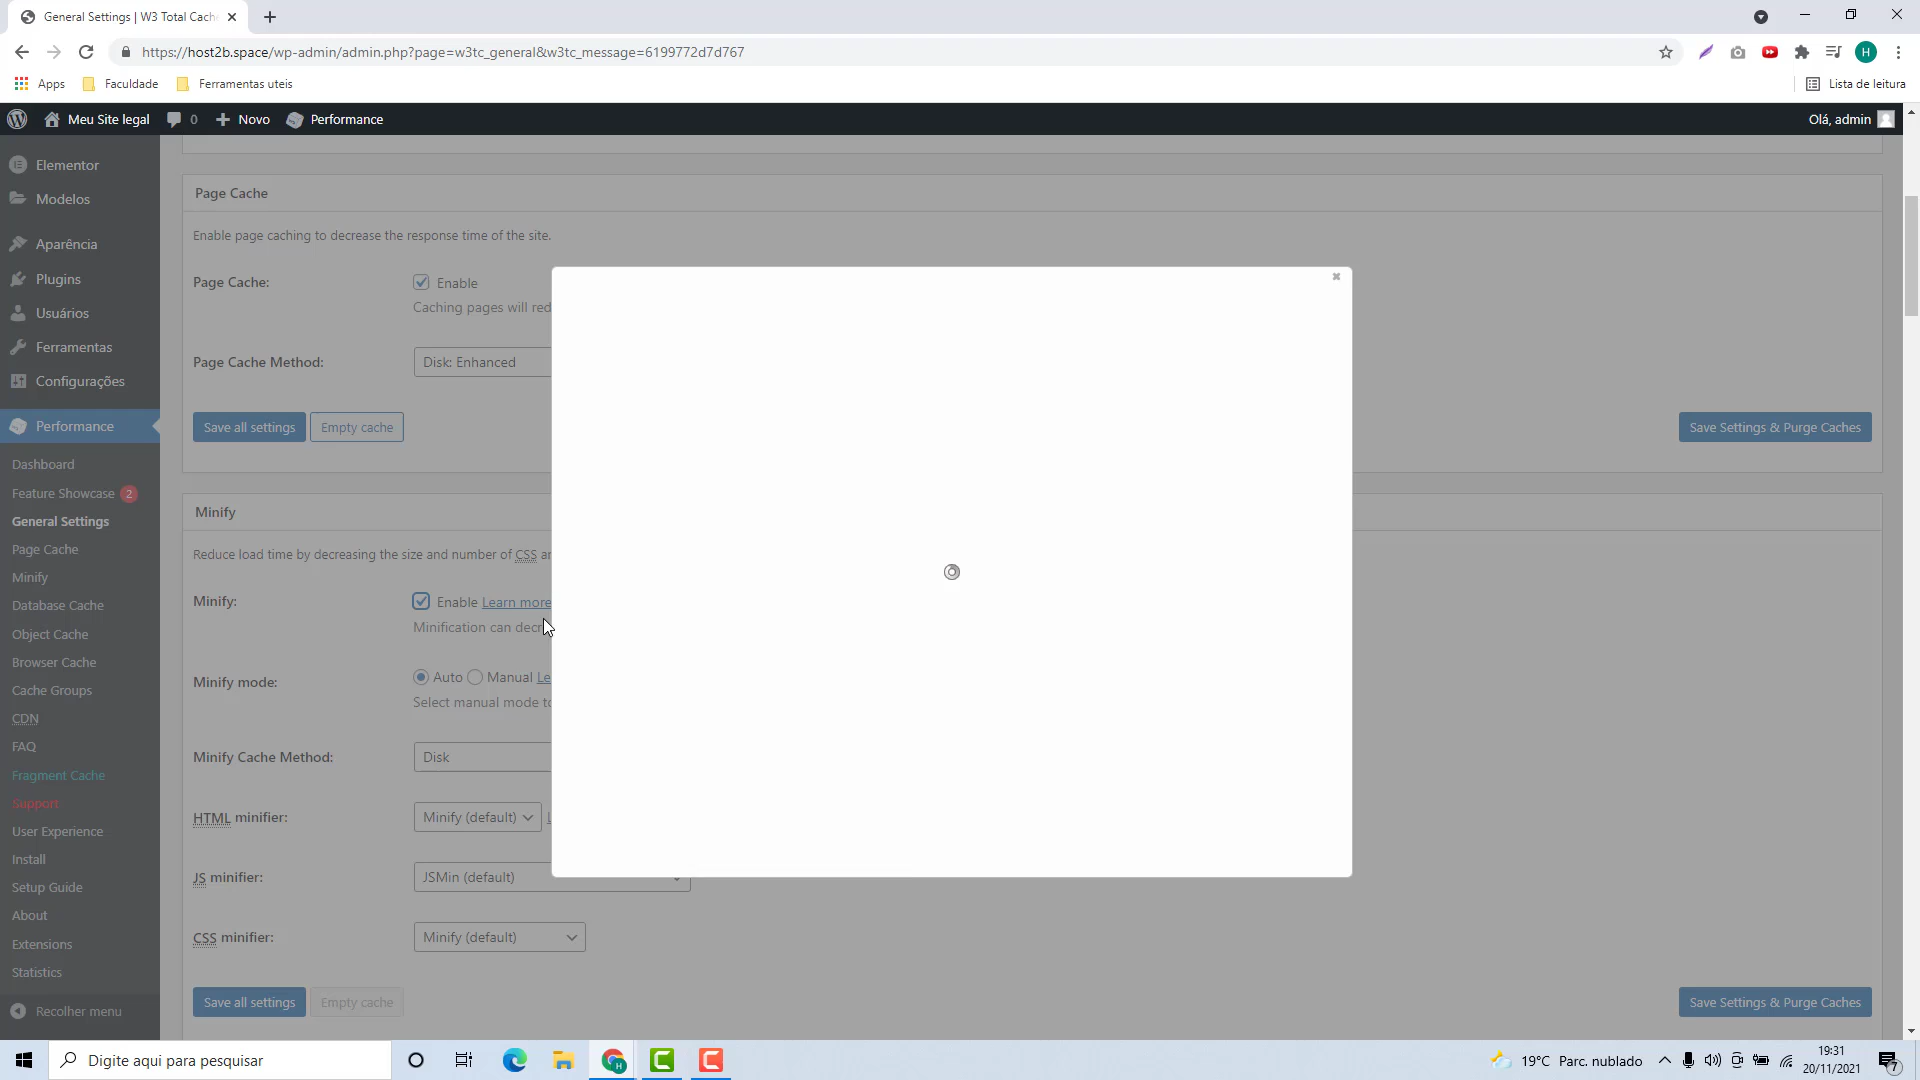 General Settings | W3 Total Cach
https://host2b.space/wp-admin/admin.php?page=w3tc_general&w3tc_message=6199772d7d767
H
Apps
Faculdade
Ferramentas uteis
Lista de leitura
Meu Site legal
0
Novo
Performance
Olá, admin
Elementor
Modelos
Aparência
Plugins
Usuários
Ferramentas
Configurações
Performance
Dashboard
Feature Showcase 2
General Settings
Page Cache
Minify
Database Cache
Object Cache
Browser Cache
Cache Groups
CDN
FAQ
Fragment Cache
Support
User Experience
Install
Setup Guide
About
Extensions
Statistics
Recolher menu
Page Cache
Enable page caching to decrease the response time of the site.
Page Cache:
Enable
Caching pages will red
Page Cache Method:
Disk: Enhanced
Save all settings
Empty cache
Save Settings & Purge Caches
Minify
Reduce load time by decreasing the size and number of CSS an
Minify:
Enable Learn more
Minification can decr
Minify mode:
Auto
Manual Le
Select manual mode to
Minify Cache Method:
Disk
HTML minifier:
Minify (default)
JS minifier:
JSMin (default)
CSS minifier:
Minify (default)
Save all settings
Empty cache
Save Settings & Purge Caches
Digite aqui para pesquisar
19°C Parc. nublado
19:31
20/11/2021
7